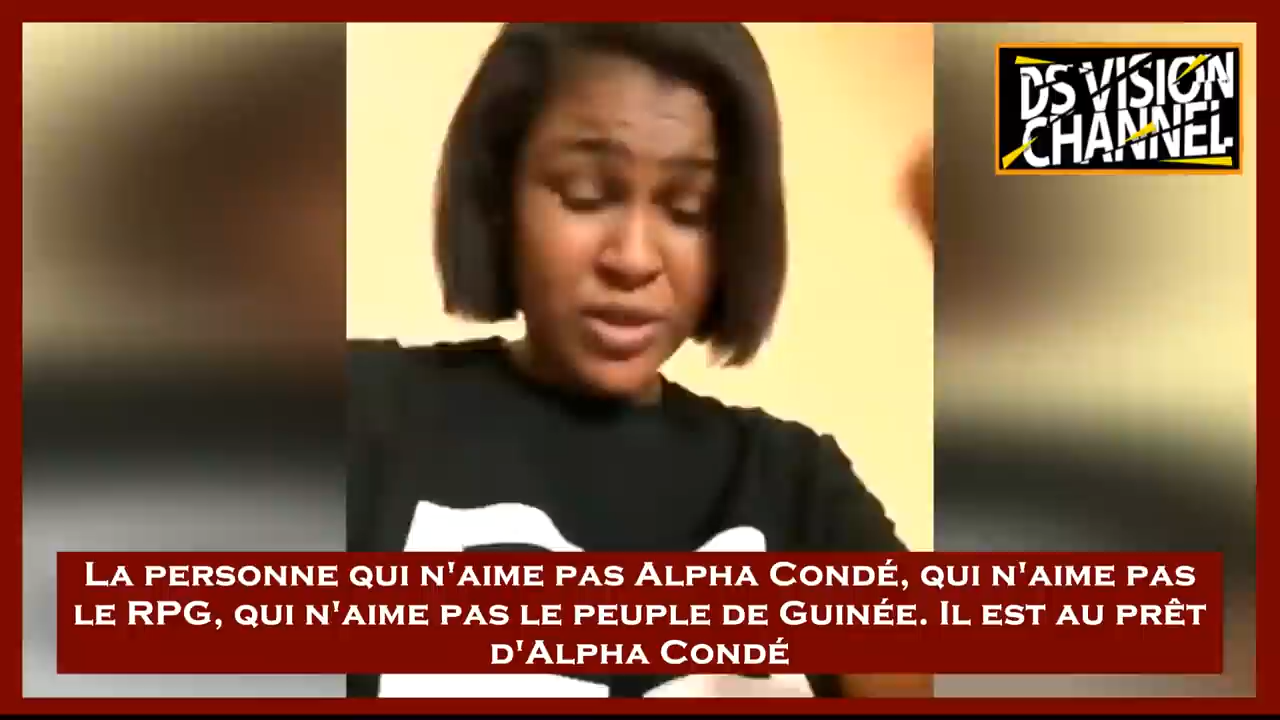 DS VISION
CHANNEL
LA PERSONNE QUI N'AIME PAS ALPHA CONDÉ, QUI N'AIME PAS
LE RPG, QUI N'AIME PAS LE PEUPLE DE GUINÉE. IL EST AU PRÊT
D'ALPHA CONDÉ